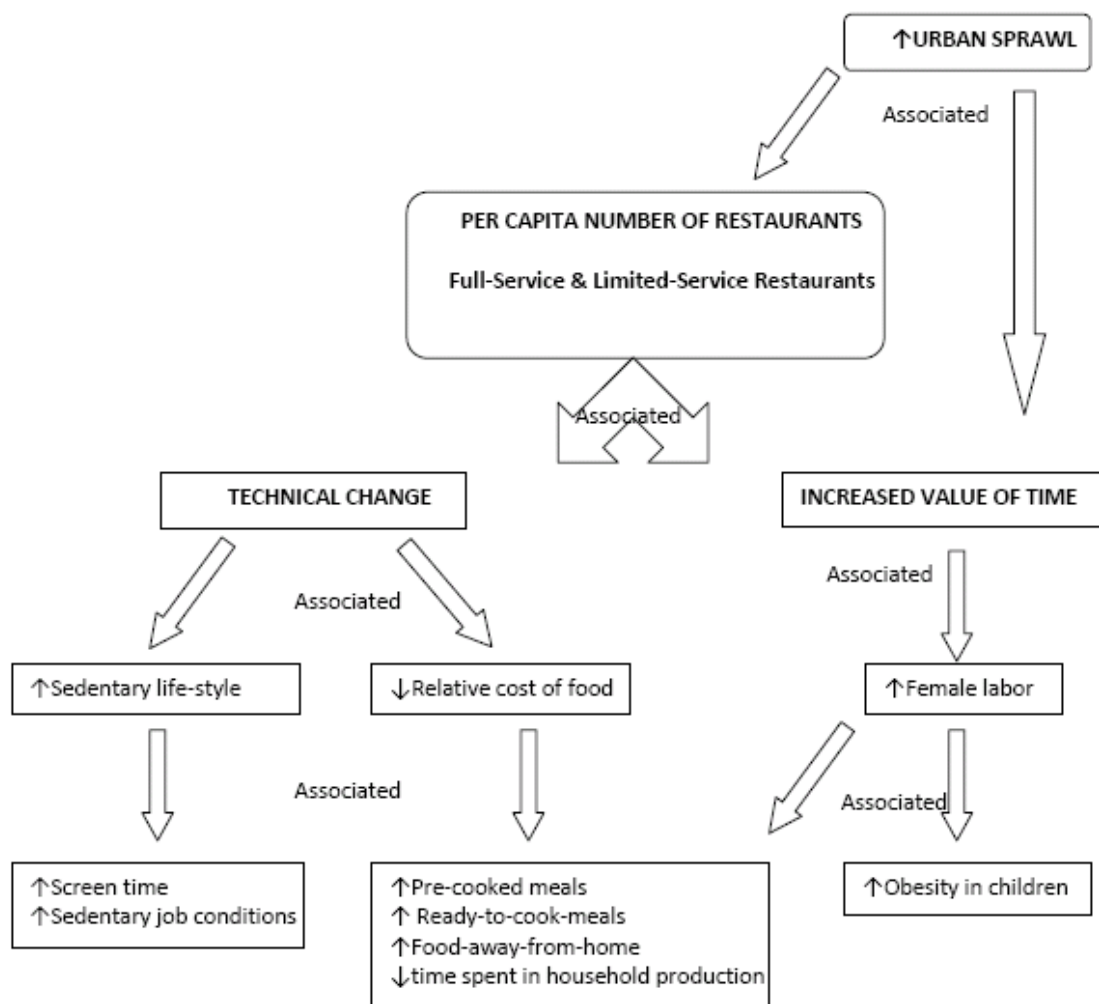 ↑URBAN SPRAWL
Associated
PER CAPITA NUMBER OF RESTAURANTS
Full-Service & Limited-Service Restaurants
Associated
TECHNICAL CHANGE
INCREASED VALUE OF TIME
Associated
Associated
↑Sedentary life-style
↓Relative cost of food
↑Female labor
Associated
Associated
↑Screen time
↑Sedentary job conditions
↑Pre-cooked meals
↑ Ready-to-cook-meals
↑Food-away-from-home
↓time spent in household production
↑Obesity in children